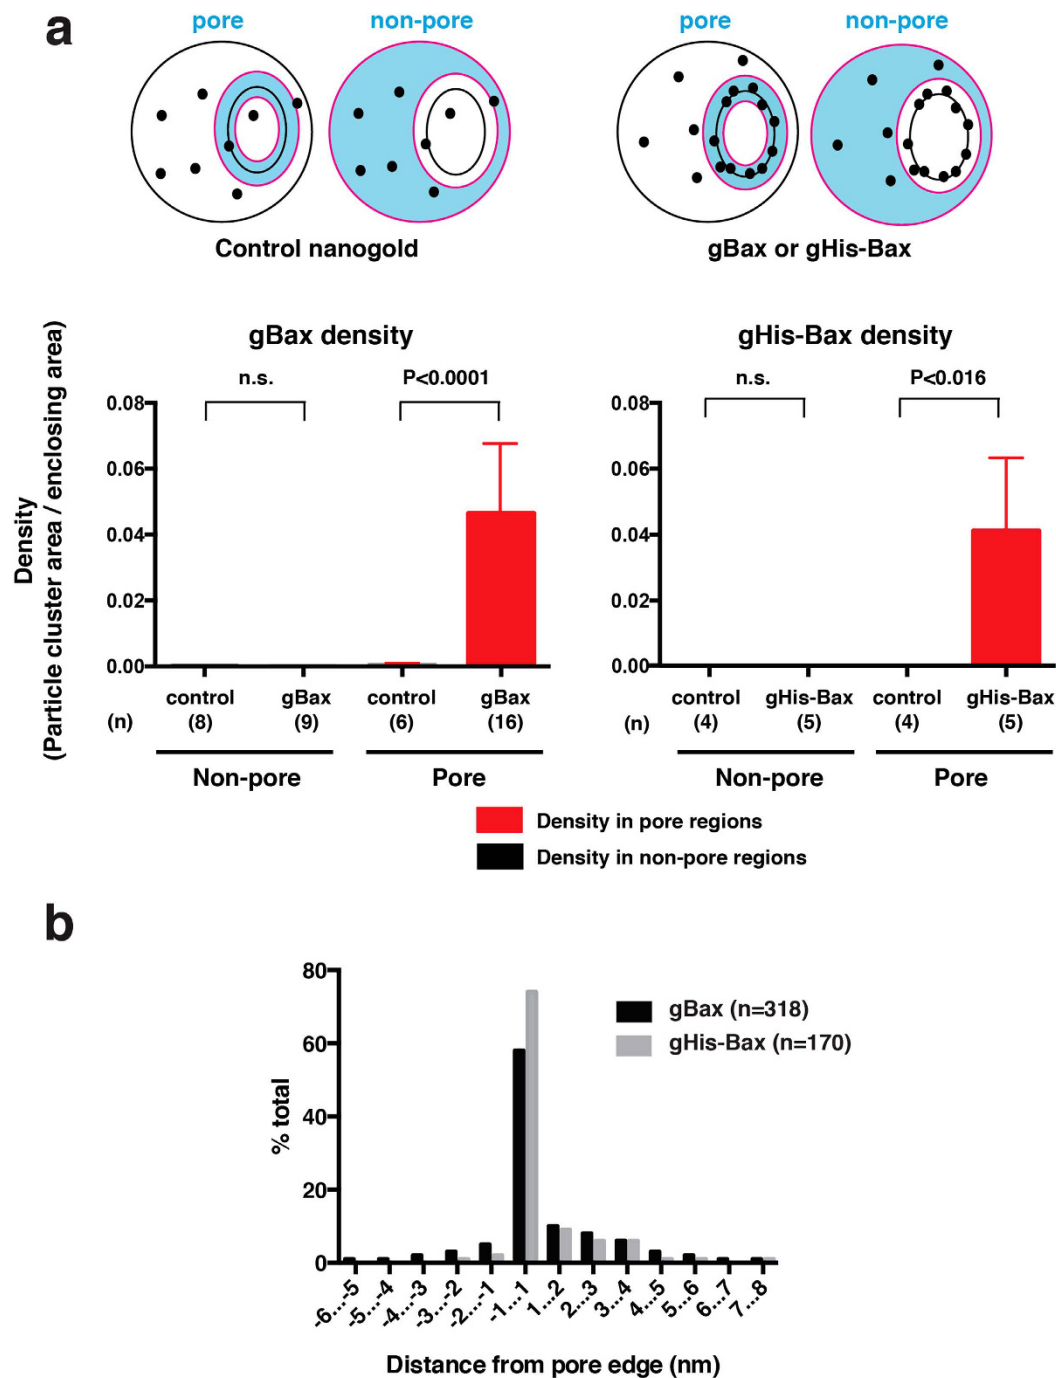 a
pore
non-pore
pore
non-pore
Control nanogold
gBax or gHis-Bax
Density
(Particle cluster area / enclosing area)
gBax density
n.s.
P<0.0001
0.08
0.06
0.04
0.02
0.00
control
gBax
control
gBax
(n)
(8)
(9)
(6)
(16)
Non-pore
Pore
gHis-Bax density
n.s.
P<0.016
0.08
0.06
0.04
0.02
0.00
control
gHis-Bax
control
gHis-Bax
(n)
(4)
(5)
(4)
(5)
Non-pore
Pore
Density in pore regions
Density in non-pore regions
b
% total
80
60
40
20
0
gBax (n=318)
gHis-Bax (n=170)
-6...-5
-5...-4
-4...-3
-3...-2
-2...-1
-1...1
1...2
2...3
3...4
4...5
5...6
6...7
7...8
Distance from pore edge (nm)